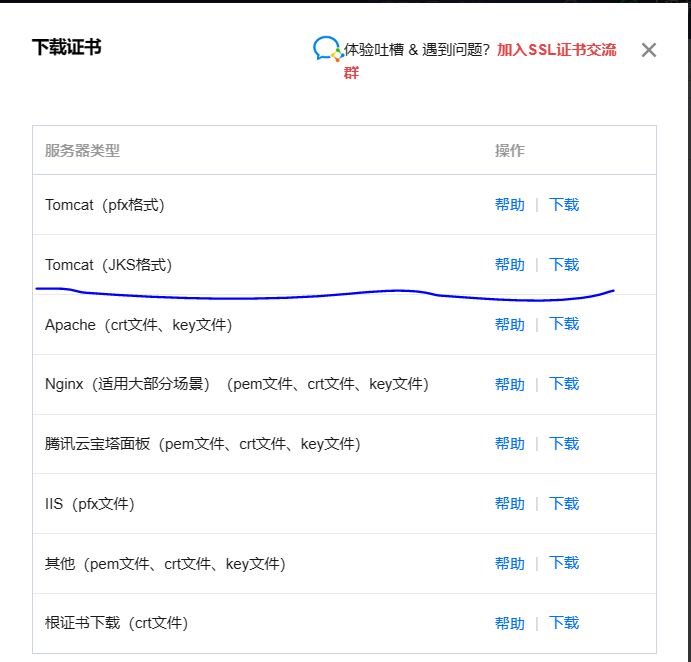 下载证书
体验吐槽 & 遇到问题？加入SSL证书交流
群
服务器类型 操作
Tomcat（pfx格式） 帮助 | 下载
Tomcat（JKS格式） 帮助 | 下载
Apache（crt文件、key文件） 帮助 | 下载
Nginx（适用大部分场景）（pem文件、crt文件、key文件） 帮助 | 下载
腾讯云宝塔面板（pem文件、crt文件、key文件） 帮助 | 下载
IIS（pfx文件） 帮助 | 下载
其他（pem文件、crt文件、key文件） 帮助 | 下载
根证书下载（crt文件） 帮助 | 下载